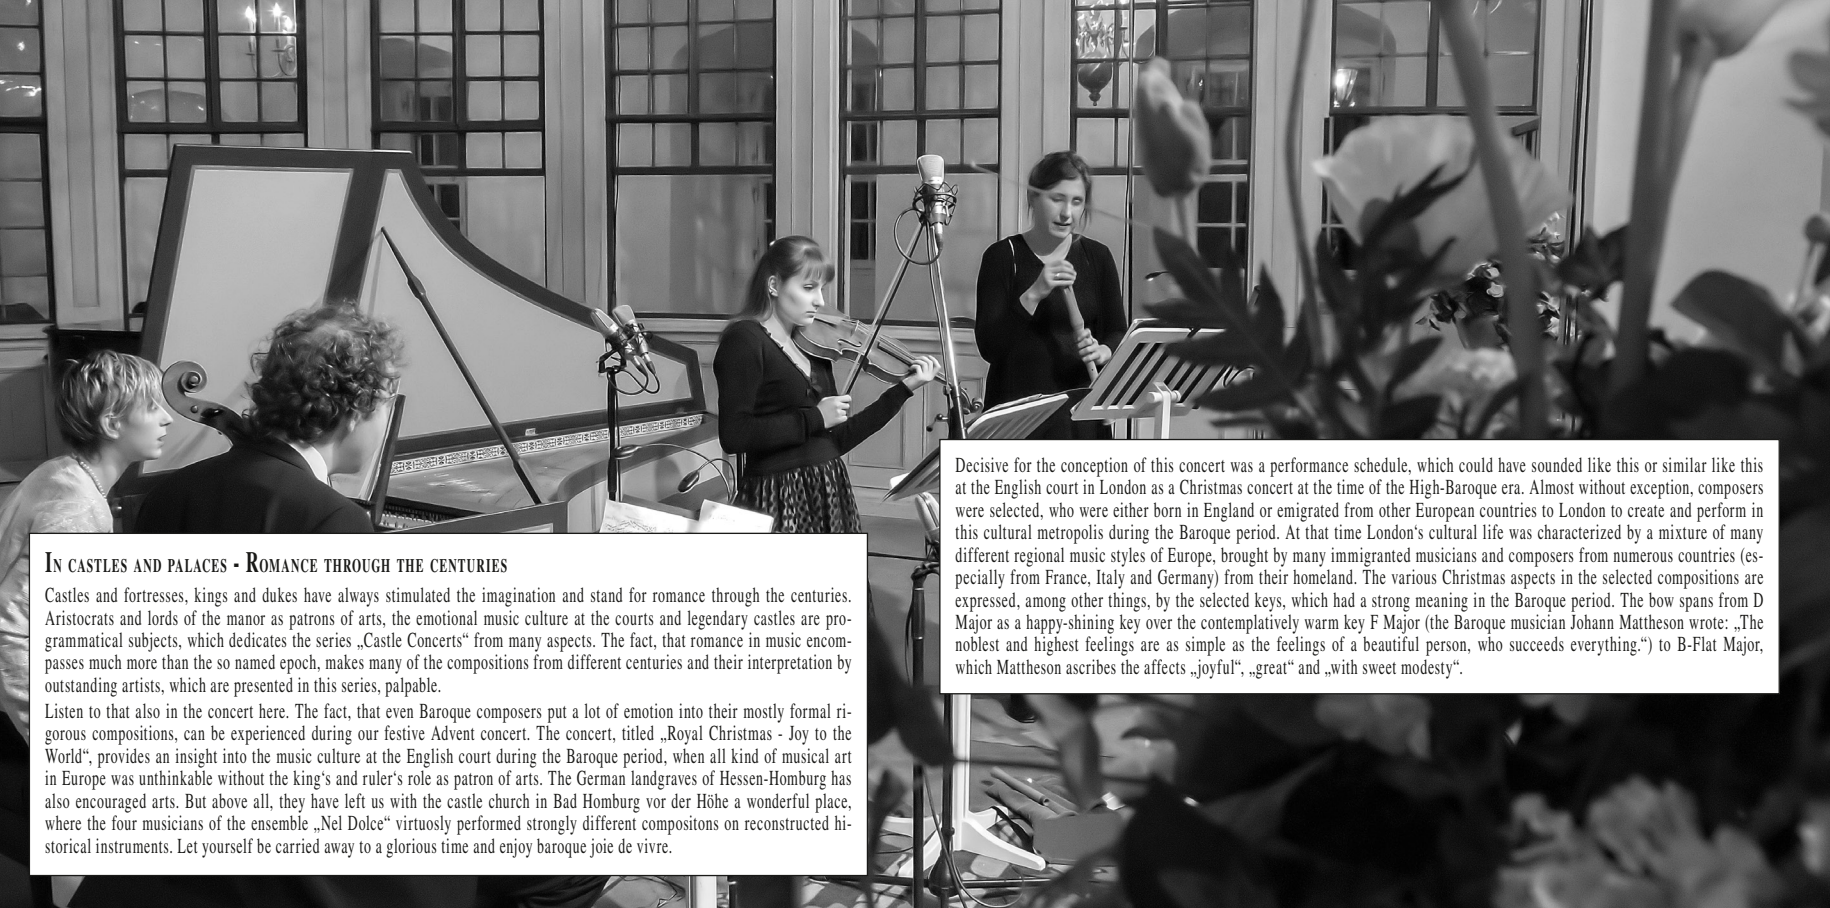 In castles and palaces - Romance through the centuries
Castles and fortresses, kings and dukes have always stimulated the imagination and stand for romance through the centuries.
Aristocrats and lords of the manor as patrons of arts, the emotional music culture at the courts and legendary castles are pro-
grammatical subjects, which dedicates the series „Castle Concerts“ from many aspects. The fact, that romance in music encom-
passes much more than the so named epoch, makes many of the compositions from different centuries and their interpretation by
outstanding artists, which are presented in this series, palpable.
Listen to that also in the concert here. The fact, that even Baroque composers put a lot of emotion into their mostly formal ri-
gorous compositions, can be experienced during our festive Advent concert. The concert, titled „Royal Christmas - Joy to the
World“, provides an insight into the music culture at the English court during the Baroque period, when all kind of musical art
in Europe was unthinkable without the king‘s and ruler‘s role as patron of arts. The German landgraves of Hessen-Homburg has
also encouraged arts. But above all, they have left us with the castle church in Bad Homburg vor der Höhe a wonderful place,
where the four musicians of the ensemble „Nel Dolce“ virtuosly performed strongly different compositons on reconstructed hi-
storical instruments. Let yourself be carried away to a glorious time and enjoy baroque joie de vivre.
Decisive for the conception of this concert was a performance schedule, which could have sounded like this or similar like this
at the English court in London as a Christmas concert at the time of the High-Baroque era. Almost without exception, composers
were selected, who were either born in England or emigrated from other European countries to London to create and perform in
this cultural metropolis during the Baroque period. At that time London‘s cultural life was characterized by a mixture of many
different regional music styles of Europe, brought by many immigranted musicians and composers from numerous countries (es-
pecially from France, Italy and Germany) from their homeland. The various Christmas aspects in the selected compositions are
expressed, among other things, by the selected keys, which had a strong meaning in the Baroque period. The bow spans from D
Major as a happy-shining key over the contemplatively warm key F Major (the Baroque musician Johann Mattheson wrote: „The
noblest and highest feelings are as simple as the feelings of a beautiful person, who succeeds everything.“) to B-Flat Major,
which Mattheson ascribes the affects „joyful“, „great“ and „with sweet modesty“.